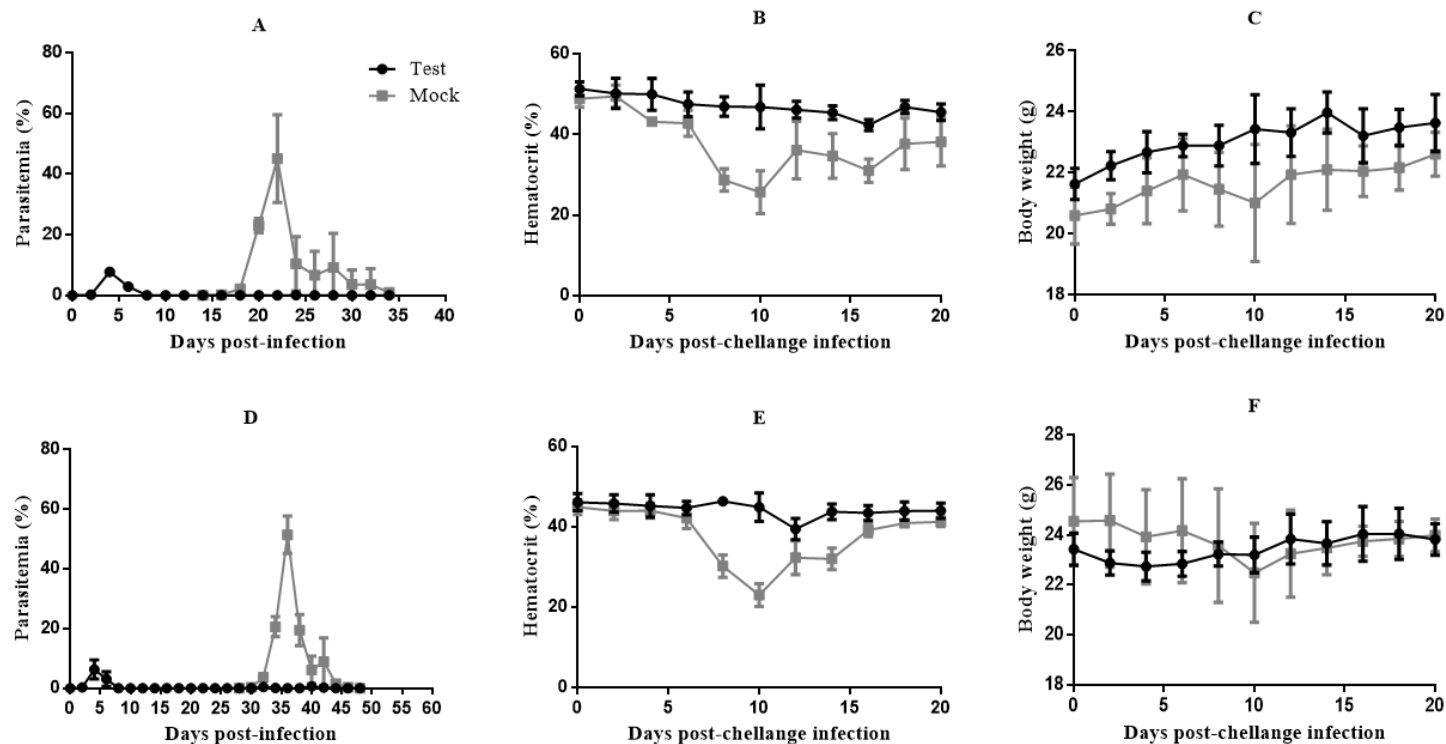 A
Parasitemia (%)
80
60
40
20
0
0 5 10 15 20 25 30 35 40
Days post-infection
Test
Mock
B
Hematocrit (%)
60
40
20
0
0 5 10 15 20
Days post-chellange infection
C
Body weight (g)
26
24
22
20
18
0 5 10 15 20
Days post-chellange infection
D
Parasitemia (%)
80
60
40
20
0
0 5 10 15 20 25 30 35 40 45 50 55 60
Days post-infection
E
Hematocrit (%)
60
40
20
0
0 5 10 15 20
Days post-chellange infection
F
Body weight (g)
28
26
24
22
20
18
0 5 10 15 20
Days post-chellange infection